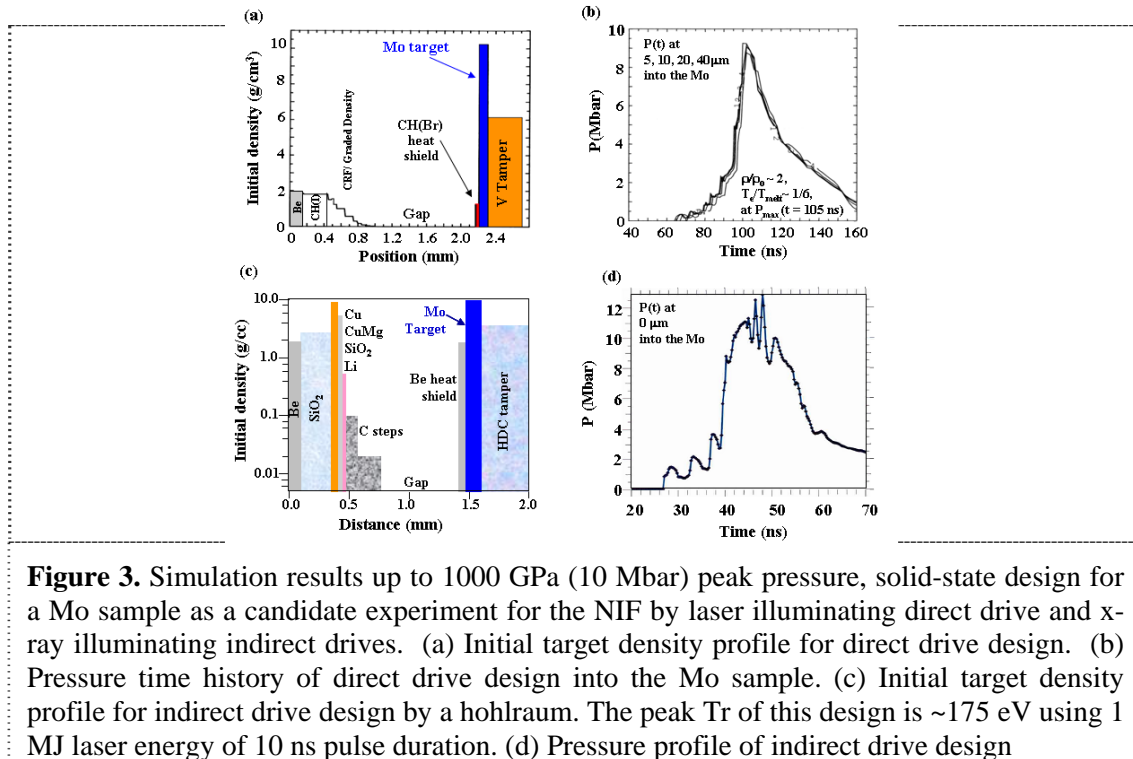 (a)
Initial density (g/cm³)
10
8
6
4
2
0
Mo target
CRF/ Graded Density
CH(Br)
heat
shield
V Tamper
Be
CH(I)
Gap
0 0.4 0.8 1.2 1.6 2.0 2.4
Position (mm)
(b)
P(Mbar)
10
8
6
4
2
0
P(t) at
5, 10, 20, 40μm
into the Mo
ρ/ρ₀ ~ 2,
Tₑ/Tmelt ~ 1/6,
at Pmax (t = 105 ns)
40 60 80 100 120 140 160
Time (ns)
(c)
Initial density (g/cc)
10.0
1.0
0.1
0.01
Be
SiO₂
Cu
CuMg
SiO₂
Li
C steps
Mo
Target
Be heat
shield
HDC tamper
Gap
0.0 0.5 1.0 1.5 2.0
Distance (mm)
(d)
P (Mbar)
12
10
8
6
4
2
0
P(t) at
0 μm
into the Mo
20 30 40 50 60 70
Time (ns)
Figure 3. Simulation results up to 1000 GPa (10 Mbar) peak pressure, solid-state design for
a Mo sample as a candidate experiment for the NIF by laser illuminating direct drive and x-
ray illuminating indirect drives. (a) Initial target density profile for direct drive design. (b)
Pressure time history of direct drive design into the Mo sample. (c) Initial target density
profile for indirect drive design by a hohlraum. The peak Tr of this design is ~175 eV using 1
MJ laser energy of 10 ns pulse duration. (d) Pressure profile of indirect drive design